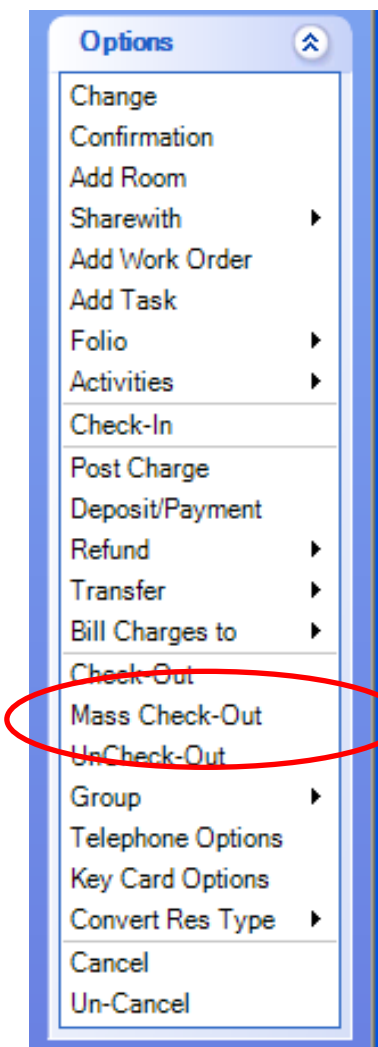 Options
Change
Confirmation
Add Room
Sharewith
Add Work Order
Add Task
Folio
Activities
Check-In
Post Charge
Deposit/Payment
Refund
Transfer
Bill Charges to
Check-Out
Mass Check-Out
UnCheck-Out
Group
Telephone Options
Key Card Options
Convert Res Type
Cancel
Un-Cancel